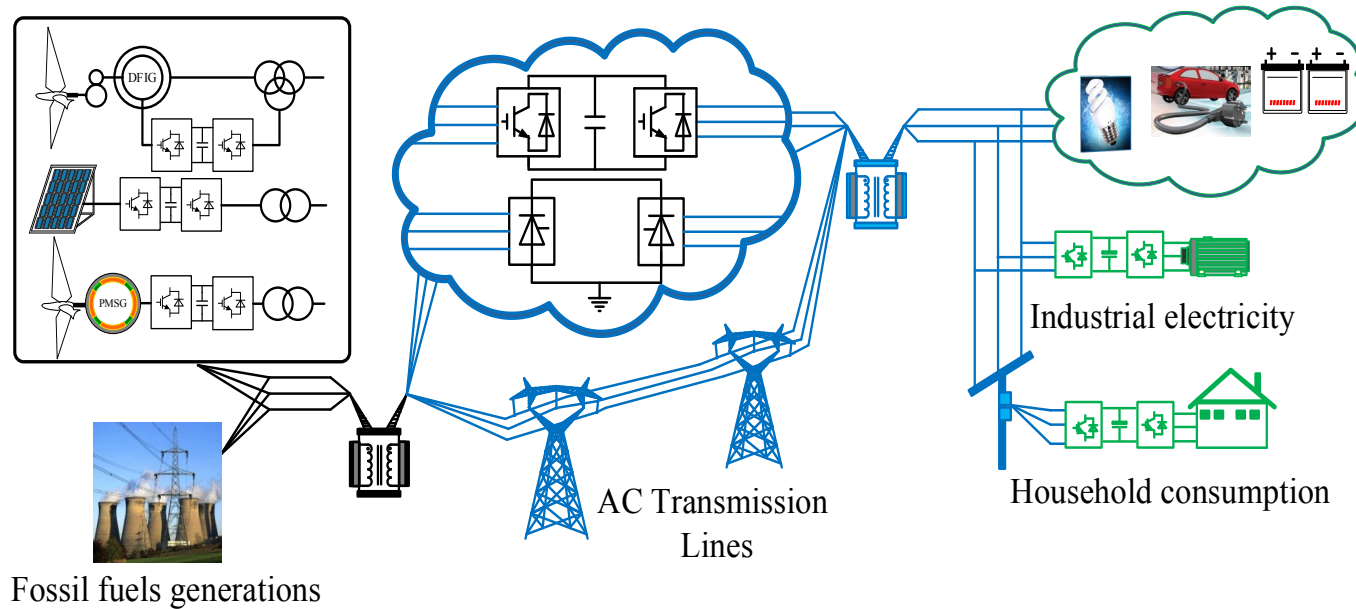 DFIG
PMSG
+ - + -
Industrial electricity
Household consumption
AC Transmission
Lines
Fossil fuels generations